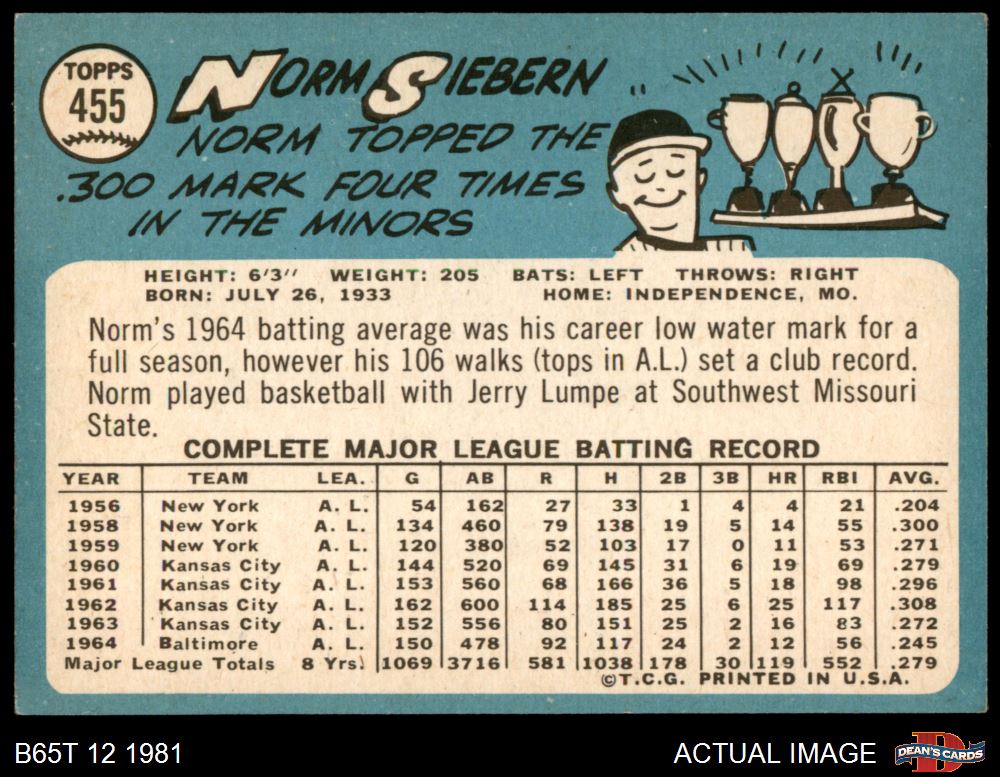 TOPPS
455
NORM SIEBERN
NORM TOPPED THE
.300 MARK FOUR TIMES
IN THE MINORS
HEIGHT: 6'3" WEIGHT: 205 BATS: LEFT THROWS: RIGHT
BORN: JULY 26, 1933 HOME: INDEPENDENCE, MO.
Norm's 1964 batting average was his career low water mark for a
full season, however his 106 walks (tops in A.L.) set a club record.
Norm played basketball with Jerry Lumpe at Southwest Missouri
State.
COMPLETE MAJOR LEAGUE BATTING RECORD
YEAR TEAM LEA. G AB R H 2B 3B HR RBI AVG.
1956 New York A. L. 54 162 27 33 1 4 4 21 .204
1958 New York A. L. 134 460 79 138 19 5 14 55 .300
1959 New York A. L. 120 380 52 103 17 0 11 53 .271
1960 Kansas City A. L. 144 520 69 145 31 6 19 69 .279
1961 Kansas City A. L. 153 560 68 166 36 5 18 98 .296
1962 Kansas City A. L. 162 600 114 185 25 6 25 117 .308
1963 Kansas City A. L. 152 556 80 151 25 2 16 83 .272
1964 Baltimore A. L. 150 478 92 117 24 2 12 56 .245
Major League Totals 8 Yrs. 1069 3716 581 1038 178 30 119 552 .279
©T.C.G. PRINTED IN U.S.A.
B65T 12 1981 ACTUAL IMAGE DEAN'S CARDS